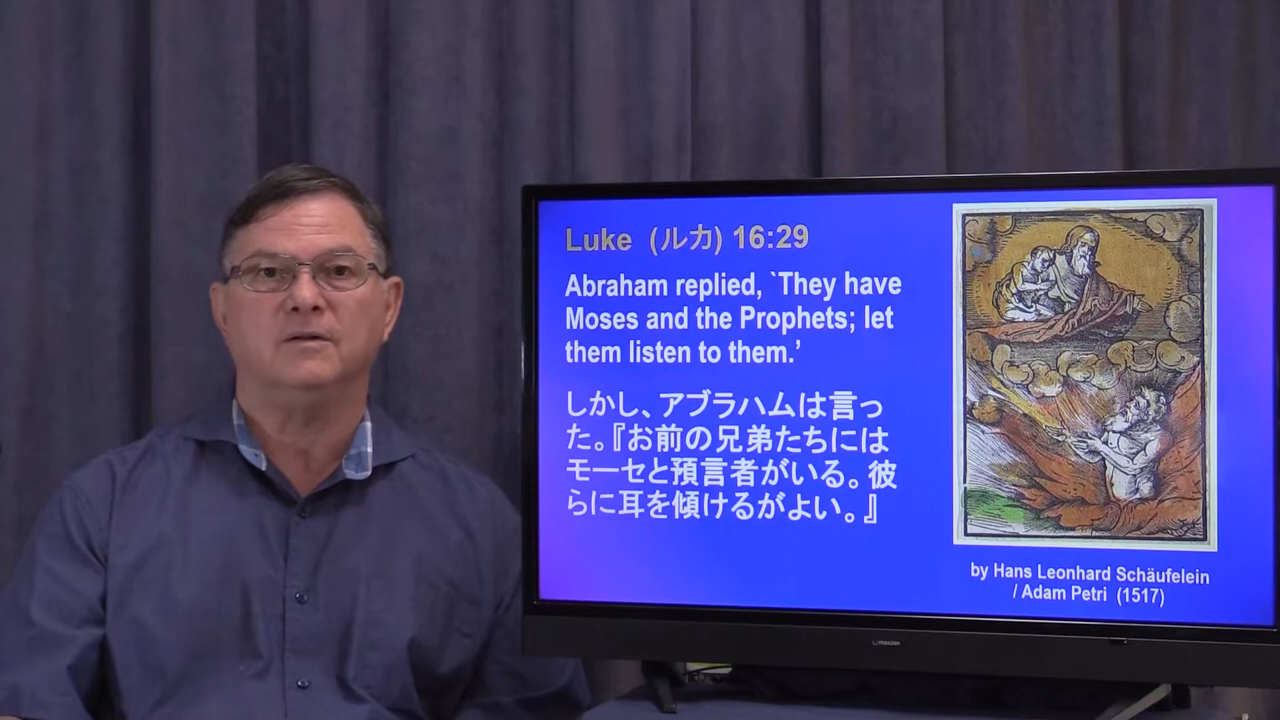 Luke (ルカ) 16:29
Abraham replied, `They have
Moses and the Prophets; let
them listen to them.’
しかし、アブラハムは言っ
た。『お前の兄弟たちには
モーセと預言者がいる。彼
らに耳を傾けるがよい。』
by Hans Leonhard Schäufelein
/ Adam Petri (1517)